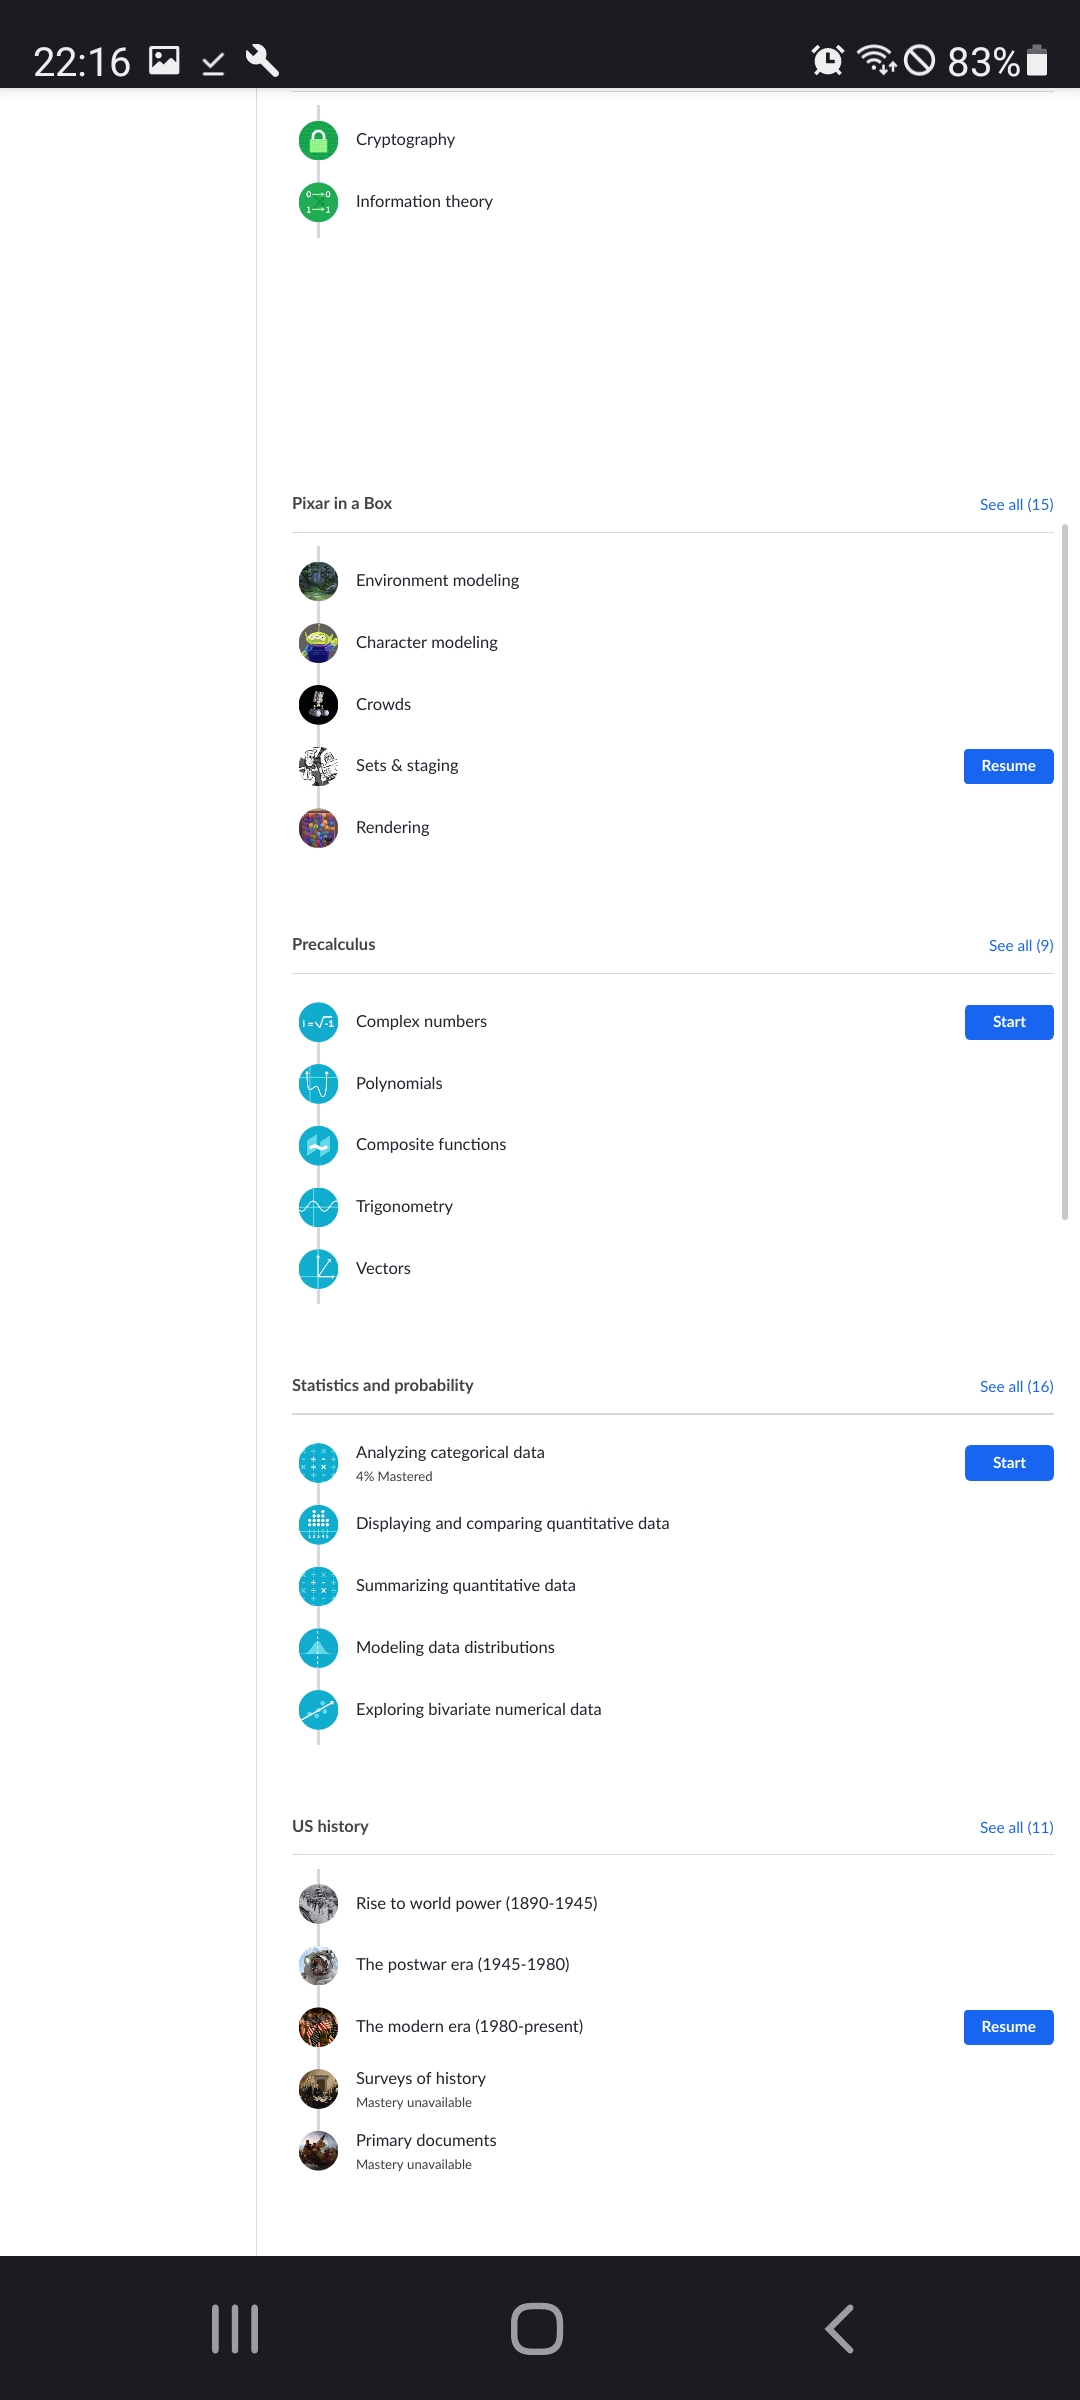 22:16 83%
Cryptography
Information theory
Pixar in a Box See all (15)
Environment modeling
Character modeling
Crowds
Sets & staging Resume
Rendering
Precalculus See all (9)
Complex numbers Start
Polynomials
Composite functions
Trigonometry
Vectors
Statistics and probability See all (16)
Analyzing categorical data Start
4% Mastered
Displaying and comparing quantitative data
Summarizing quantitative data
Modeling data distributions
Exploring bivariate numerical data
US history See all (11)
Rise to world power (1890-1945)
The postwar era (1945-1980)
The modern era (1980-present) Resume
Surveys of history
Mastery unavailable
Primary documents
Mastery unavailable